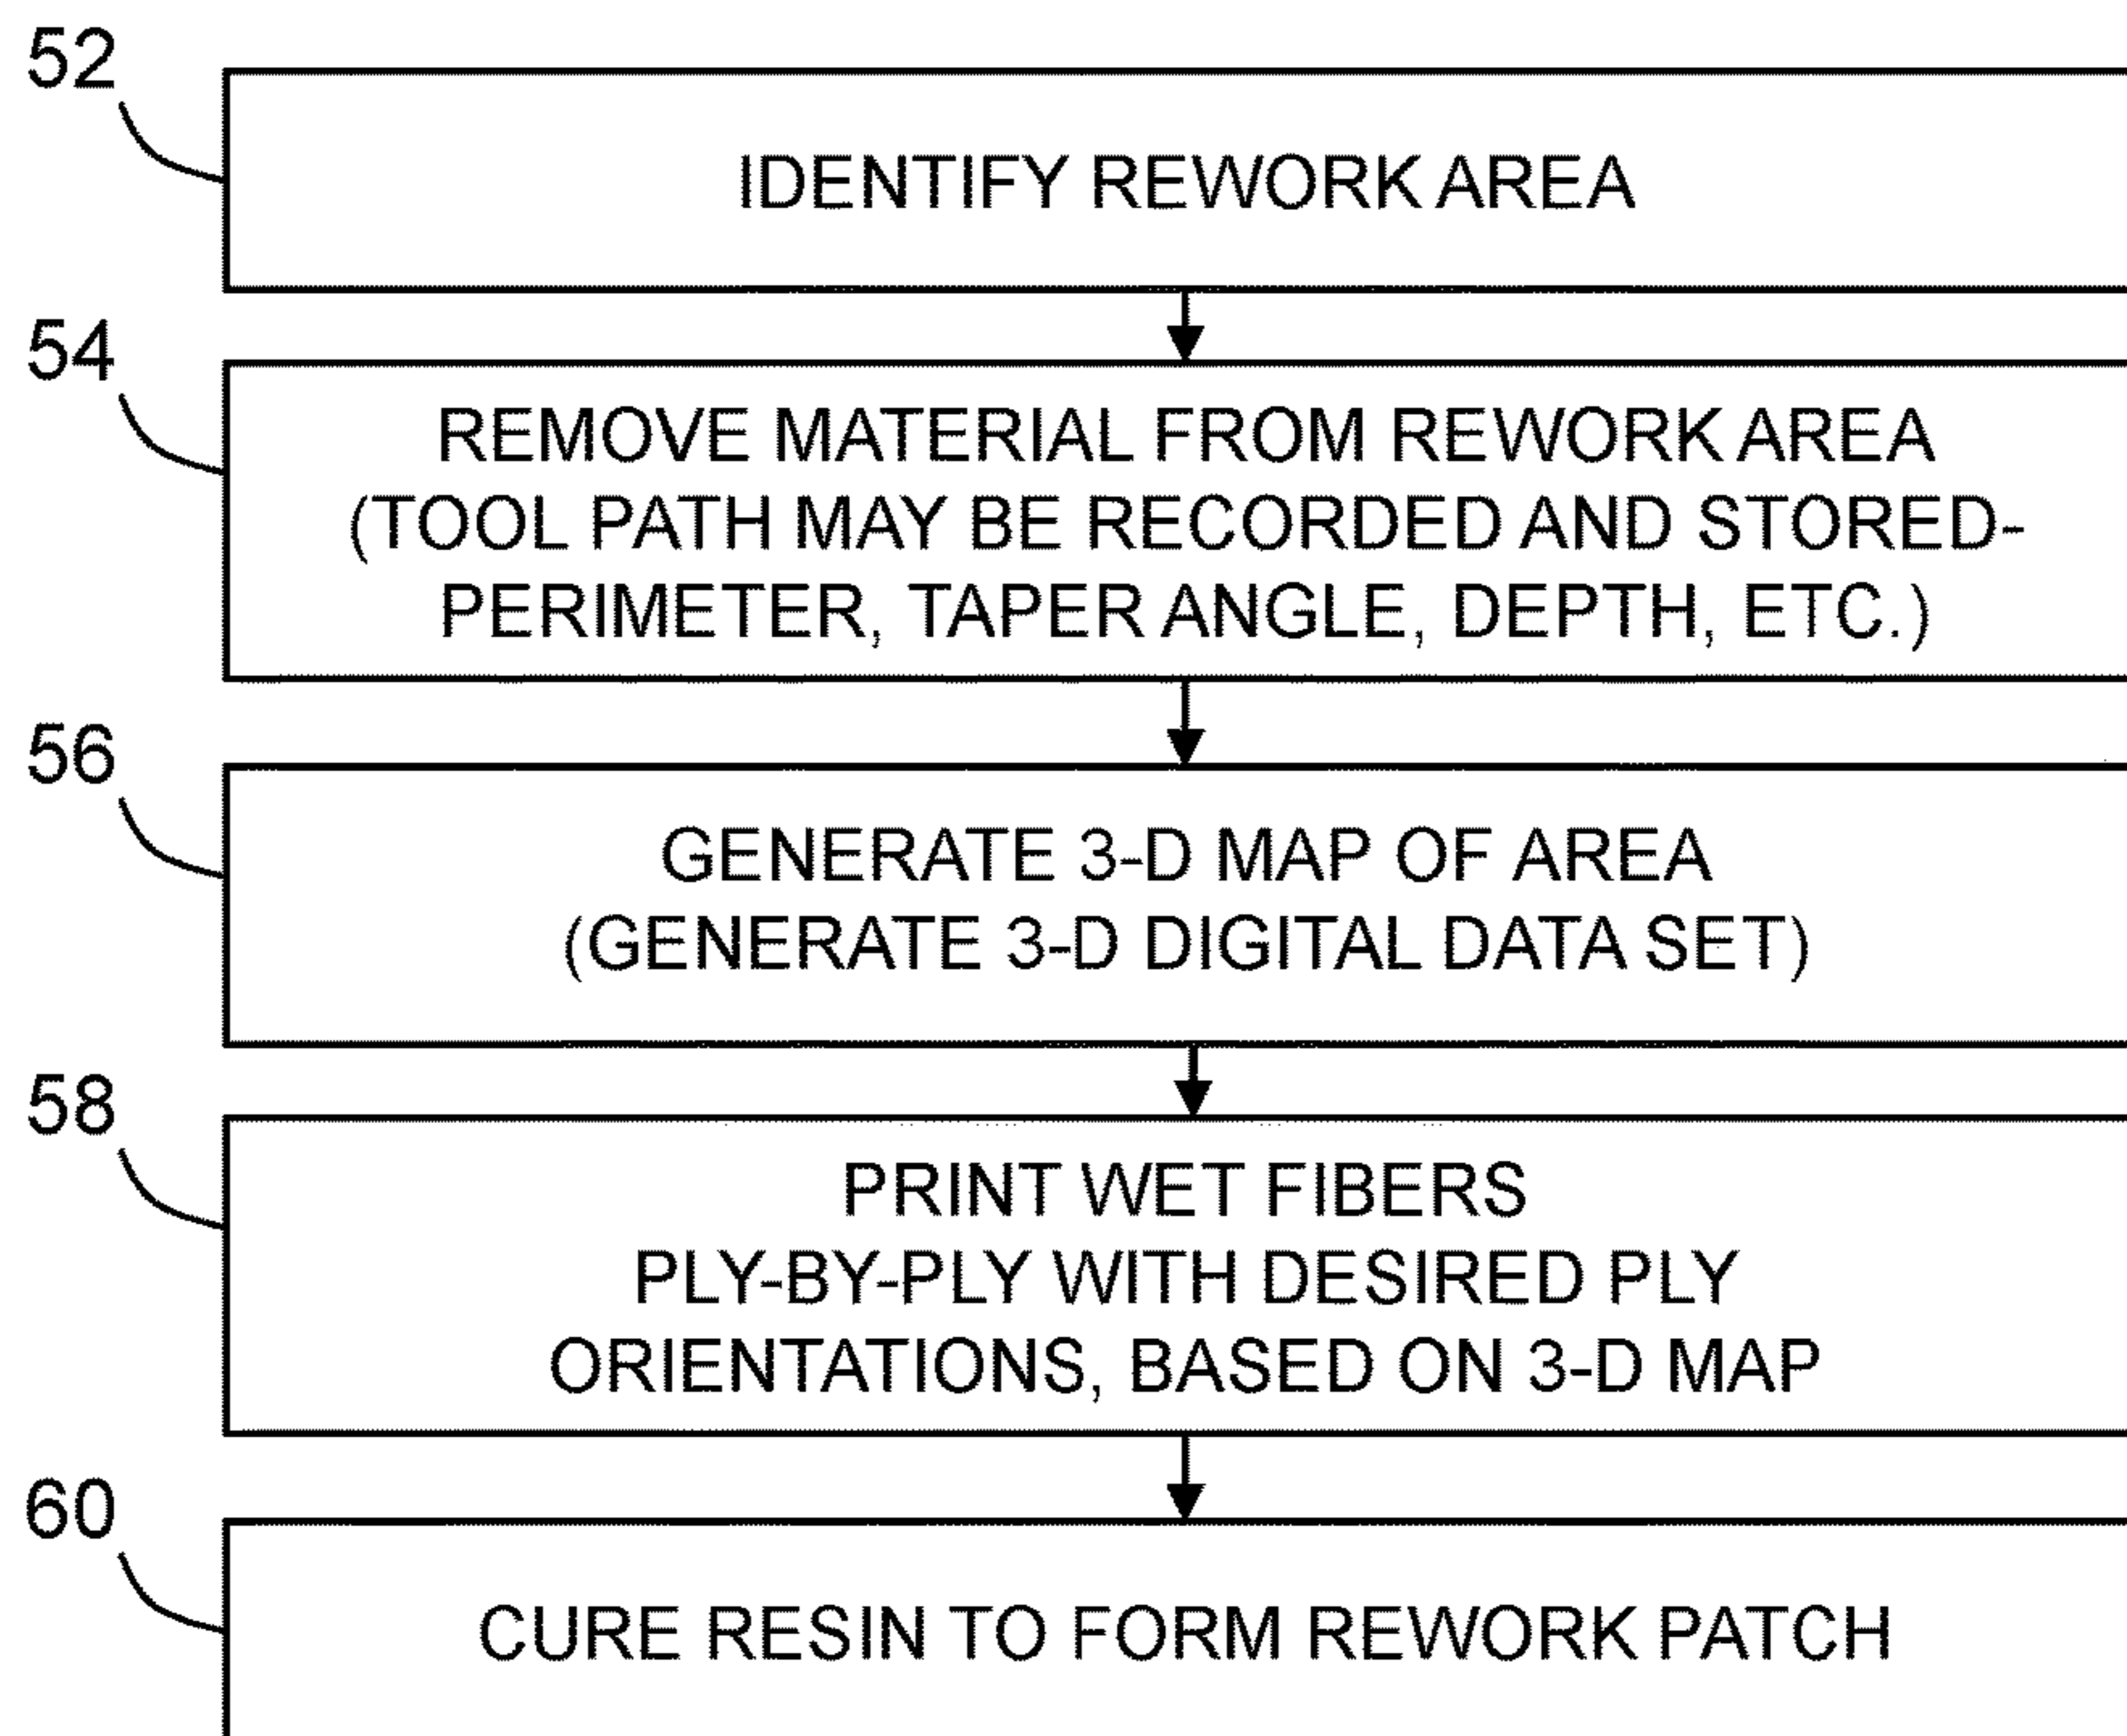 52
IDENTIFY REWORK AREA
54
REMOVE MATERIAL FROM REWORK AREA
(TOOL PATH MAY BE RECORDED AND STORED-
PERIMETER, TAPER ANGLE, DEPTH, ETC.)
56
GENERATE 3-D MAP OF AREA
(GENERATE 3-D DIGITAL DATA SET)
58
PRINT WET FIBERS
PLY-BY-PLY WITH DESIRED PLY
ORIENTATIONS, BASED ON 3-D MAP
60
CURE RESIN TO FORM REWORK PATCH